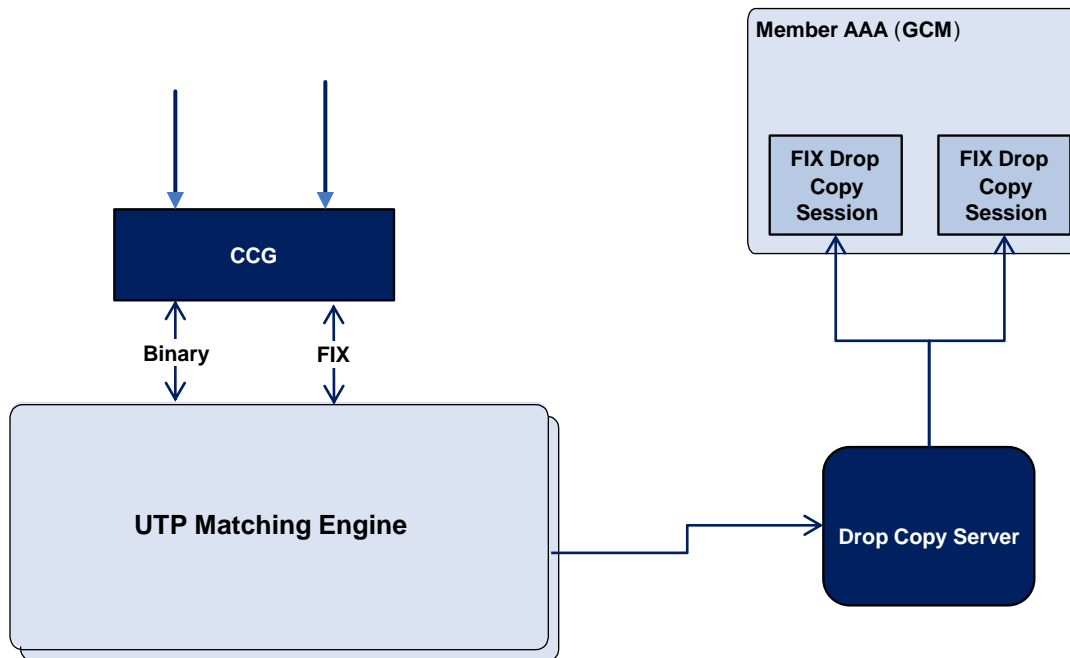 Member AAA (GCM)
FIX Drop
Copy
Session
FIX Drop
Copy
Session
CCG
Binary
FIX
UTP Matching Engine
Drop Copy Server